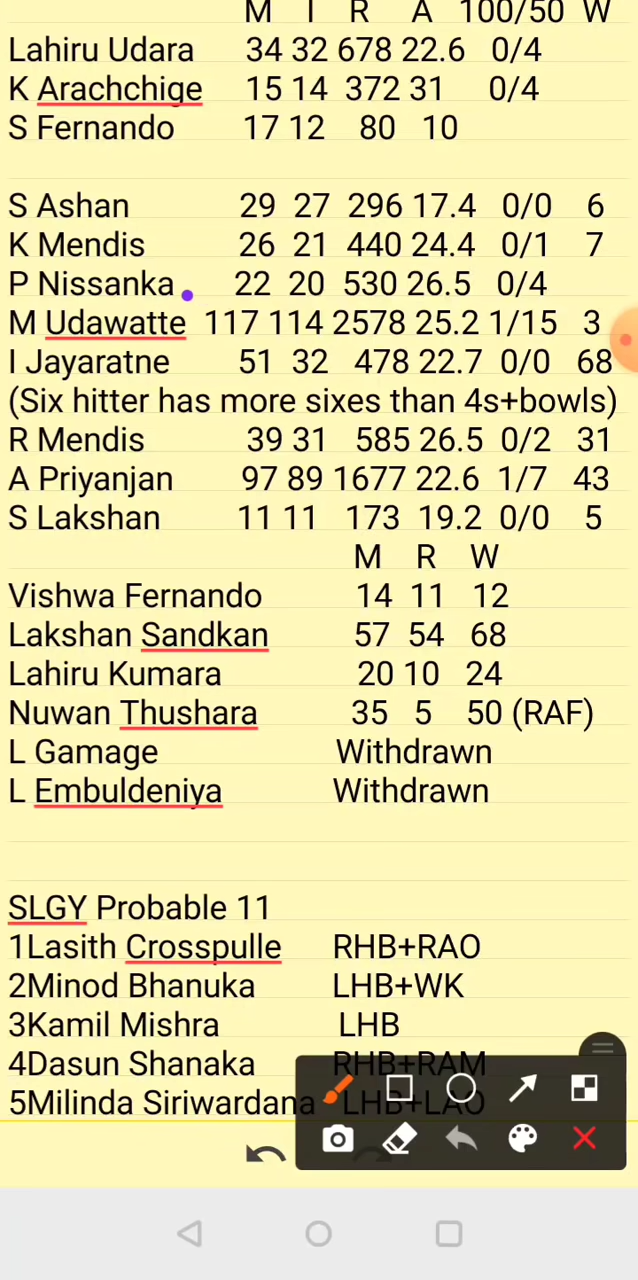 M I R A 100/50 W
Lahiru Udara 34 32 678 22.6 0/4
K Arachchige 15 14 372 31 0/4
S Fernando 17 12 80 10
S Ashan 29 27 296 17.4 0/0 6
K Mendis 26 21 440 24.4 0/1 7
P Nissanka 22 20 530 26.5 0/4
M Udawatte 117 114 2578 25.2 1/15 3
I Jayaratne 51 32 478 22.7 0/0 68
(Six hitter has more sixes than 4s+bowls)
R Mendis 39 31 585 26.5 0/2 31
A Priyanjan 97 89 1677 22.6 1/7 43
S Lakshan 11 11 173 19.2 0/0 5
M R W
Vishwa Fernando 14 11 12
Lakshan Sandkan 57 54 68
Lahiru Kumara 20 10 24
Nuwan Thushara 35 5 50 (RAF)
L Gamage Withdrawn
L Embuldeniya Withdrawn
SLGY Probable 11
1Lasith Crosspulle RHB+RAO
2Minod Bhanuka LHB+WK
3Kamil Mishra LHB
4Dasun Shanaka RHB+RAM
5Milinda Siriwardana LHB+LAO